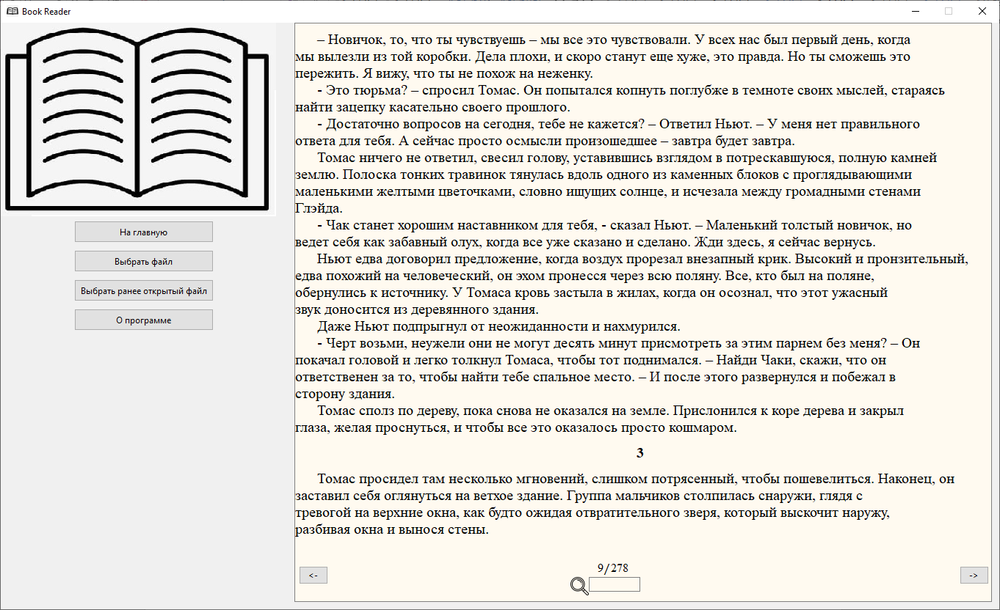 Book Reader
На главную
Выбрать файл
Выбрать ранее открытый файл
О программе
– Новичок, то, что ты чувствуешь – мы все это чувствовали. У всех нас был первый день, когда
мы вылезли из той коробки. Дела плохи, и скоро станут еще хуже, это правда. Но ты сможешь это
пережить. Я вижу, что ты не похож на неженку.
- Это тюрьма? – спросил Томас. Он попытался копнуть поглубже в темноте своих мыслей, стараясь
найти зацепку касательно своего прошлого.
- Достаточно вопросов на сегодня, тебе не кажется? – Ответил Ньют. – У меня нет правильного
ответа для тебя. А сейчас просто осмысли произошедшее – завтра будет завтра.
Томас ничего не ответил, свесил голову, уставившись взглядом в потрескавшуюся, полную камней
землю. Полоска тонких травинок тянулась вдоль одного из каменных блоков с проглядывающими
маленькими желтыми цветочками, словно ищущих солнце, и исчезала между громадными стенами
Глэйда.
- Чак станет хорошим наставником для тебя, - сказал Ньют. – Маленький толстый новичок, но
ведет себя как забавный олух, когда все уже сказано и сделано. Жди здесь, я сейчас вернусь.
Ньют едва договорил предложение, когда воздух прорезал внезапный крик. Высокий и пронзительный,
едва похожий на человеческий, он эхом пронесся через всю поляну. Все, кто был на поляне,
обернулись к источнику. У Томаса кровь застыла в жилах, когда он осознал, что этот ужасный
звук доносится из деревянного здания.
Даже Ньют подпрыгнул от неожиданности и нахмурился.
- Черт возьми, неужели они не могут десять минут присмотреть за этим парнем без меня? – Он
покачал головой и легко толкнул Томаса, чтобы тот поднимался. – Найди Чаки, скажи, что он
ответственен за то, чтобы найти тебе спальное место. – И после этого развернулся и побежал в
сторону здания.
Томас сполз по дереву, пока снова не оказался на земле. Прислонился к коре дерева и закрыл
глаза, желая проснуться, и чтобы все это оказалось просто кошмаром.
3
Томас просидел там несколько мгновений, слишком потрясенный, чтобы пошевелиться. Наконец, он
заставил себя оглянуться на ветхое здание. Группа мальчиков столпилась снаружи, глядя с
тревогой на верхние окна, как будто ожидая отвратительного зверя, который выскочит наружу,
разбивая окна и вынося стены.
9/278
<-
->